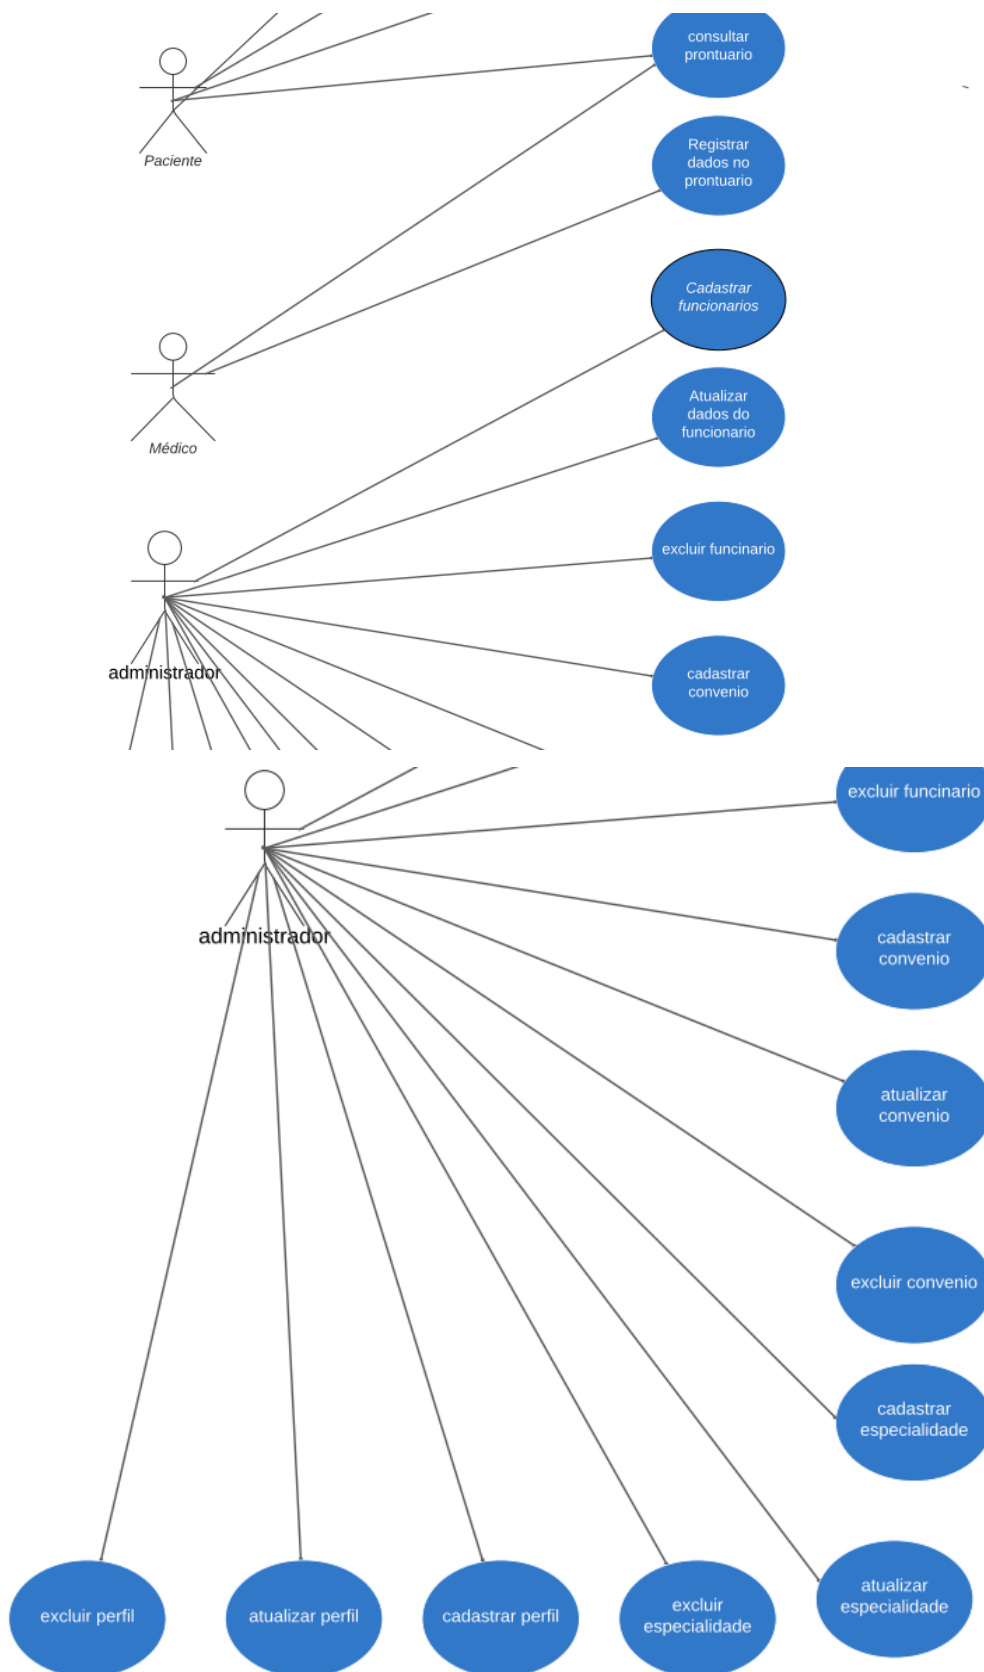 consultar
prontuario
Registrar
dados no
prontuario
Paciente
Cadastrar
funcionarios
Atualizar
dados do
funcionario
Médico
excluir funcinario
administrador
cadastrar
convenio
excluir funcinario
administrador
cadastrar
convenio
atualizar
convenio
excluir convenio
cadastrar
especialidade
atualizar
especialidade
excluir perfil
atualizar perfil
cadastrar perfil
excluir
especialidade